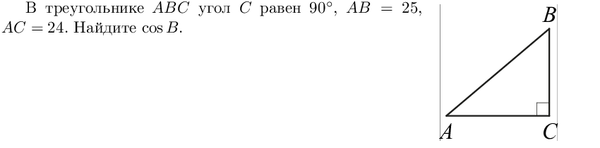 В треугольнике ABC угол C равен 90°, AB = 25,
AC = 24. Найдите cos B.
B
A
C